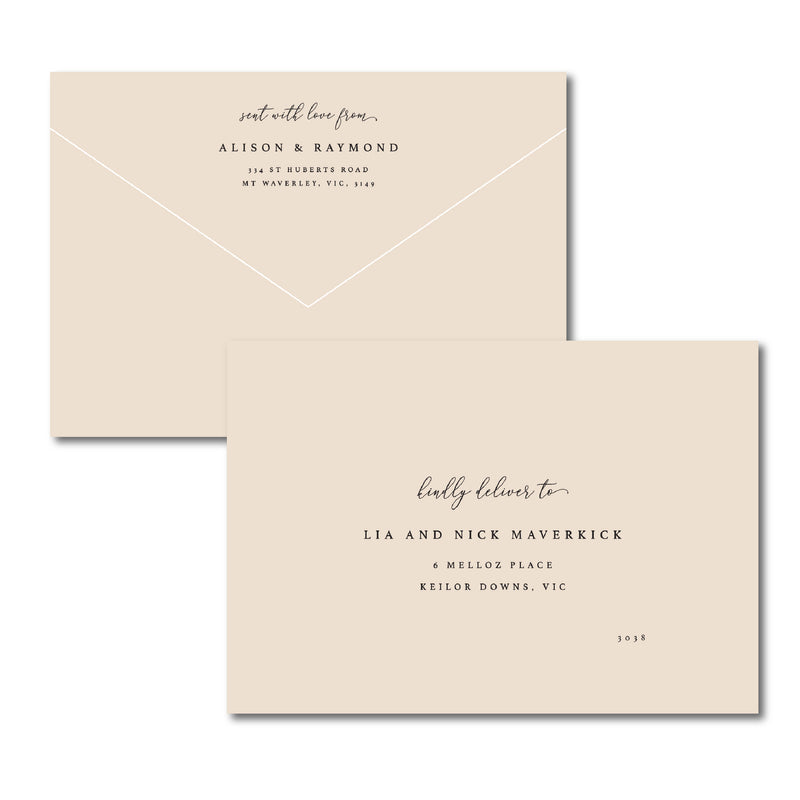 sent with love from
ALISON & RAYMOND
334 ST HUBERTS ROAD
MT WAVERLEY, VIC, 3149
kindly deliver to
LIA AND NICK MAVERKICK
6 MELLOZ PLACE
KEILOR DOWNS, VIC
3038